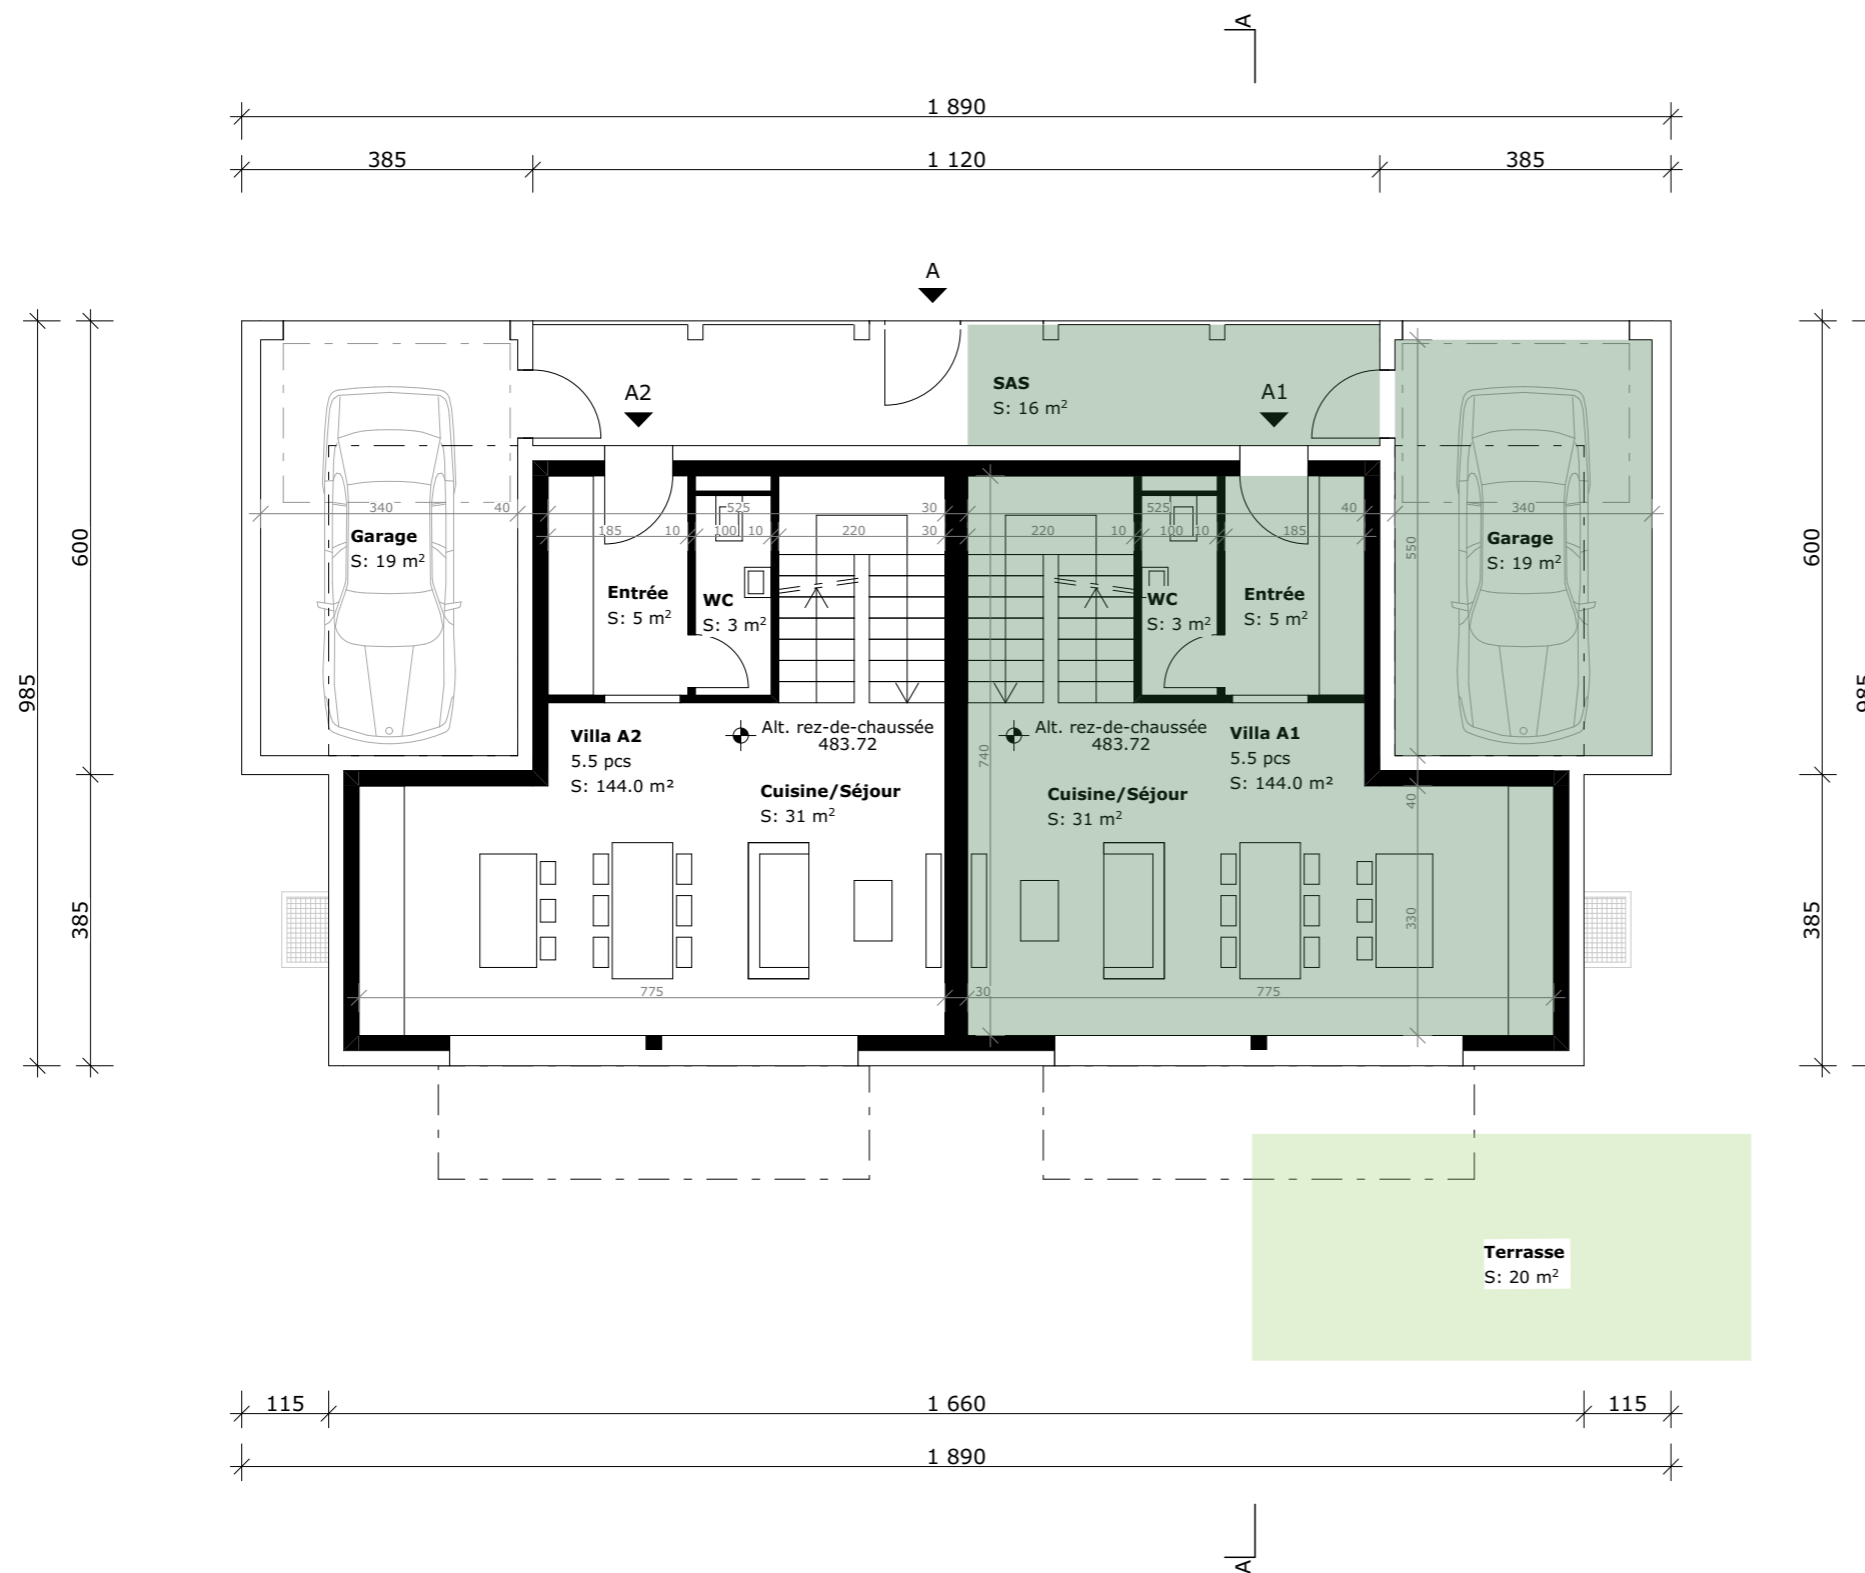 A
1 890
385
1 120
385
A
A2
SAS
S: 16 m²
A1
340
40
525
30
525
40
340
185
10
100
10
220
30
220
10
100
10
185
Garage
S: 19 m²
550
Garage
S: 19 m²
600
600
Entrée
S: 5 m²
WC
S: 3 m²
WC
S: 3 m²
Entrée
S: 5 m²
985
985
Villa A2
5.5 pcs
S: 144.0 m²
Alt. rez-de-chaussée
483.72
740
Alt. rez-de-chaussée
483.72
Villa A1
5.5 pcs
S: 144.0 m²
Cuisine/Séjour
S: 31 m²
Cuisine/Séjour
S: 31 m²
40
385
330
385
775
30
775
Terrasse
S: 20 m²
115
1 660
115
1 890
A